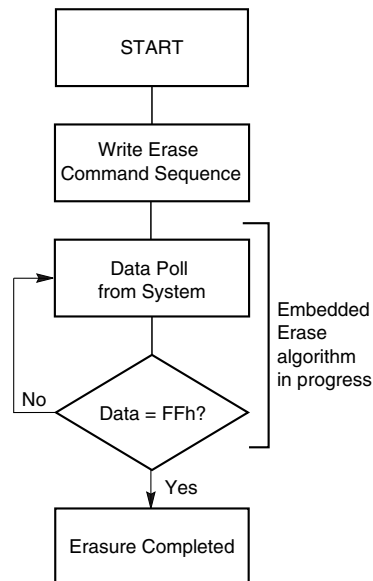 START
Write Erase
Command Sequence
Data Poll
from System
Embedded
Erase
algorithm
in progress
No
Data = FFh?
Yes
Erasure Completed